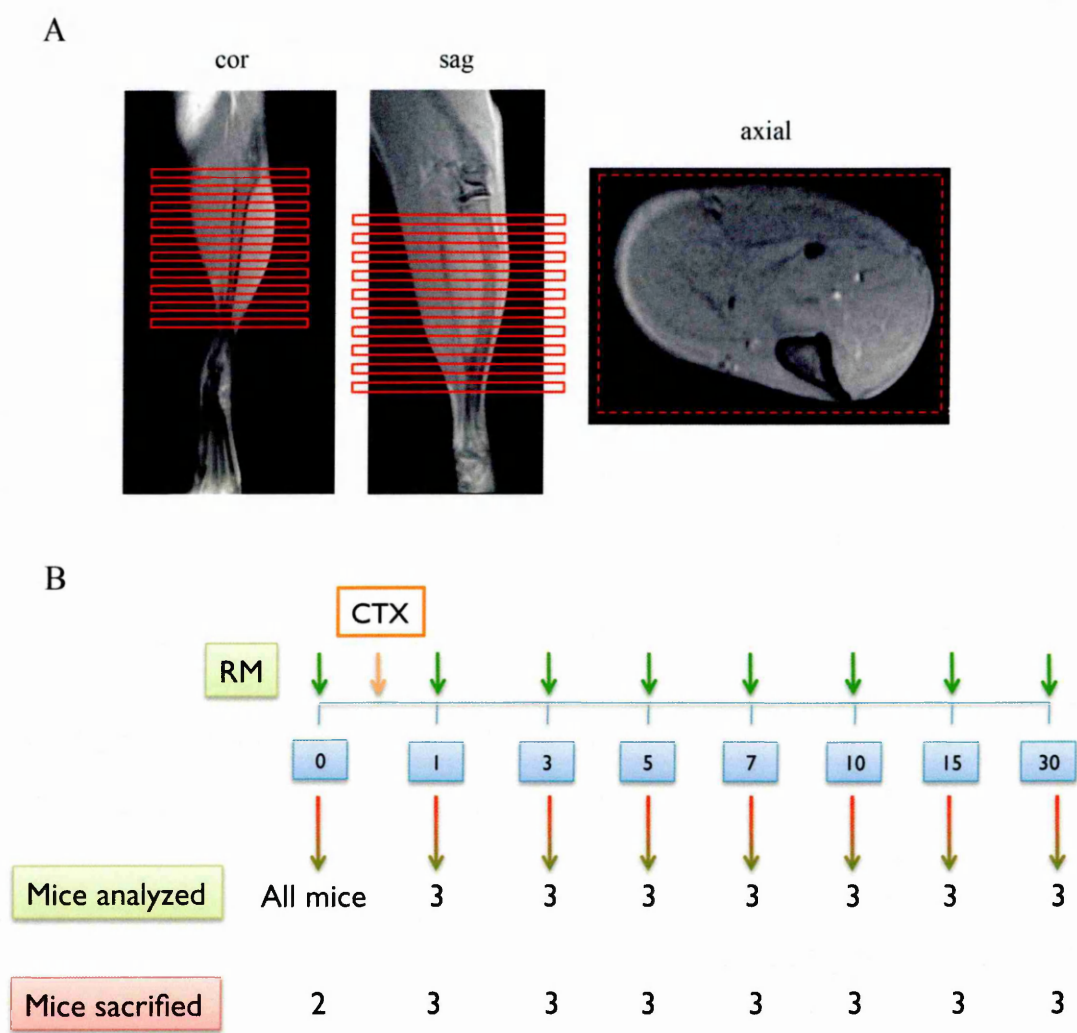 A
cor
sag
axial
B
CTX
RM
0 1 3 5 7 10 15 30
Mice analyzed All mice 3 3 3 3 3 3 3
Mice sacrified 2 3 3 3 3 3 3 3